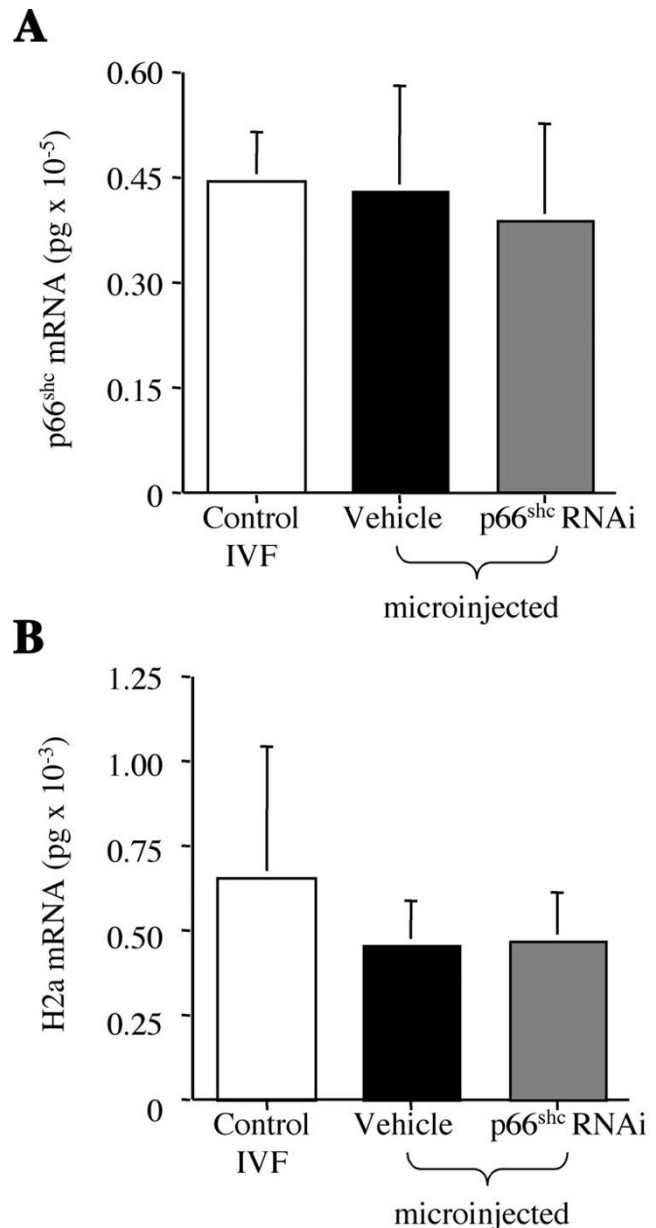 A
p66shc mRNA (pg x 10-5)
0.60
0.45
0.30
0.15
0
Control
IVF
Vehicle
p66shc RNAi
microinjected
B
H2a mRNA (pg x 10-3)
1.25
1.00
0.75
0.50
0.25
0
Control
IVF
Vehicle
p66shc RNAi
microinjected